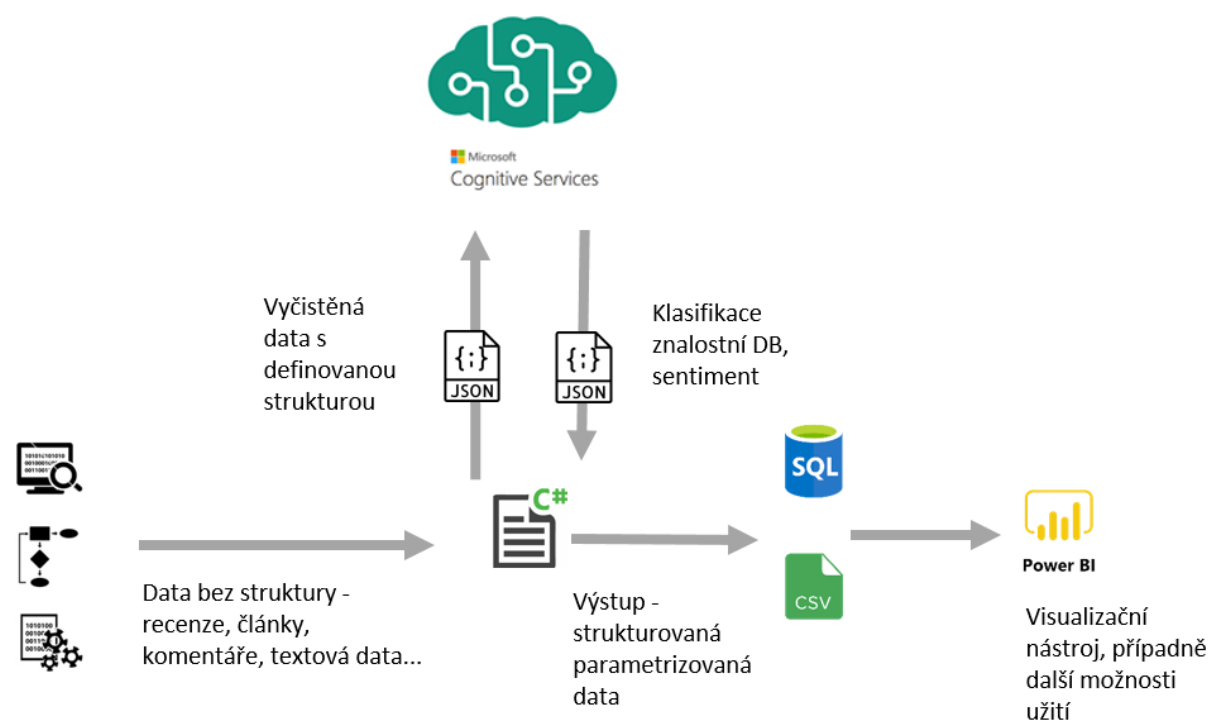 Microsoft
Cognitive Services
Vyčistěná
data s
definovanou
strukturou
{;}
JSON
{;}
JSON
Klasifikace
znalostní DB,
sentiment
C#
SQL
CSV
Power BI
Data bez struktury -
recenze, články,
komentáře, textová data...
Výstup -
strukturovaná
parametrizovaná
data
Visualizační
nástroj, případně
další možnosti
užití